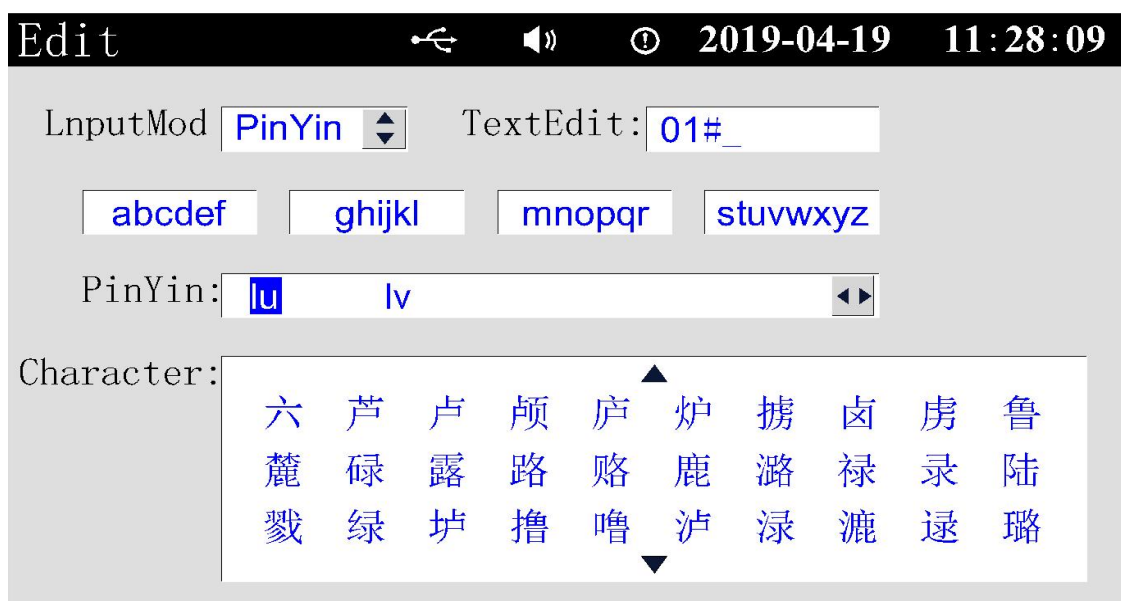 Edit 2019-04-19 11:28:09
LnputMod PinYin TextEdit: 01#_
abcdef ghijkl mnopqr stuvwxyz
PinYin: lu lv
Character:
六 芦 卢 颅 庐 炉 掳 卤 虏 鲁
麓 碌 露 路 赂 鹿 潞 禄 录 陆
戮 绿 垆 撸 噜 泸 渌 漉 逯 璐